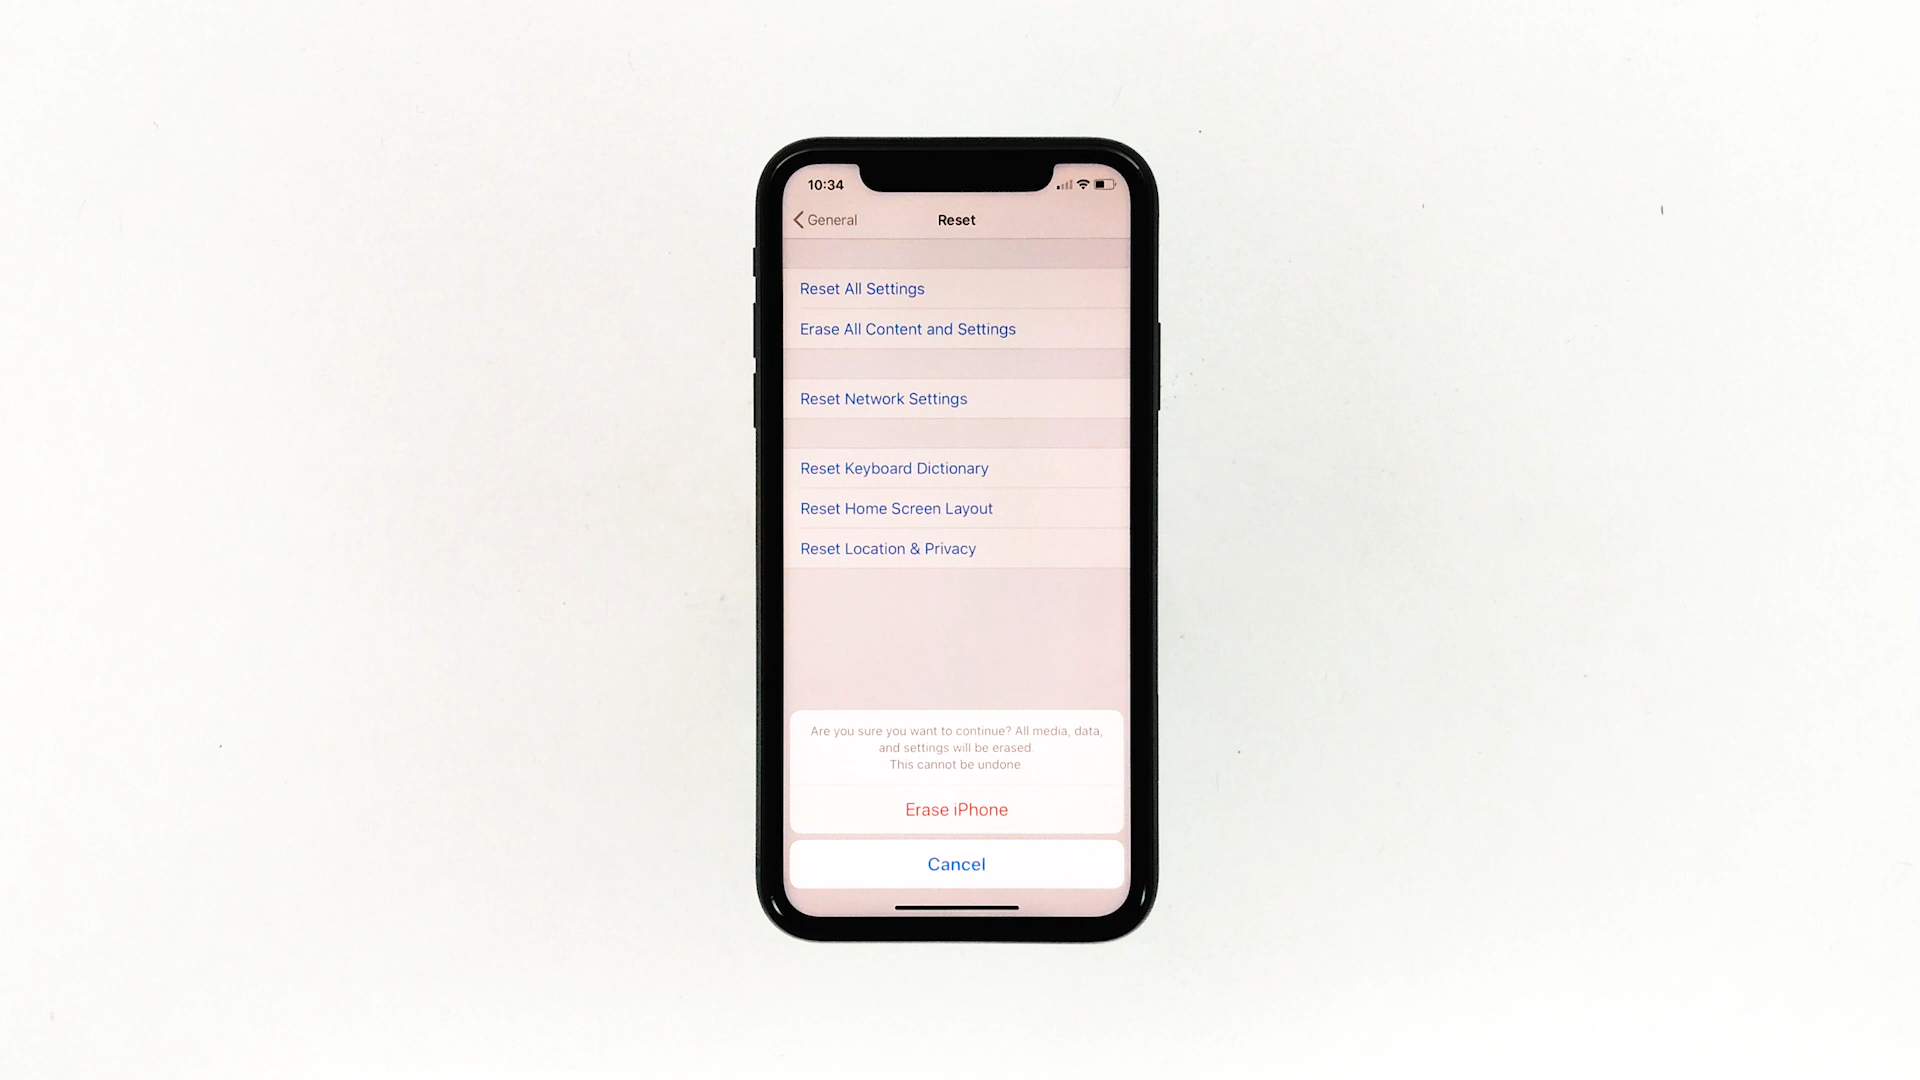 10:34
General
Reset
Reset All Settings
Erase All Content and Settings
Reset Network Settings
Reset Keyboard Dictionary
Reset Home Screen Layout
Reset Location & Privacy
Are you sure you want to continue? All media, data,
and settings will be erased.
This cannot be undone.
Erase iPhone
Cancel